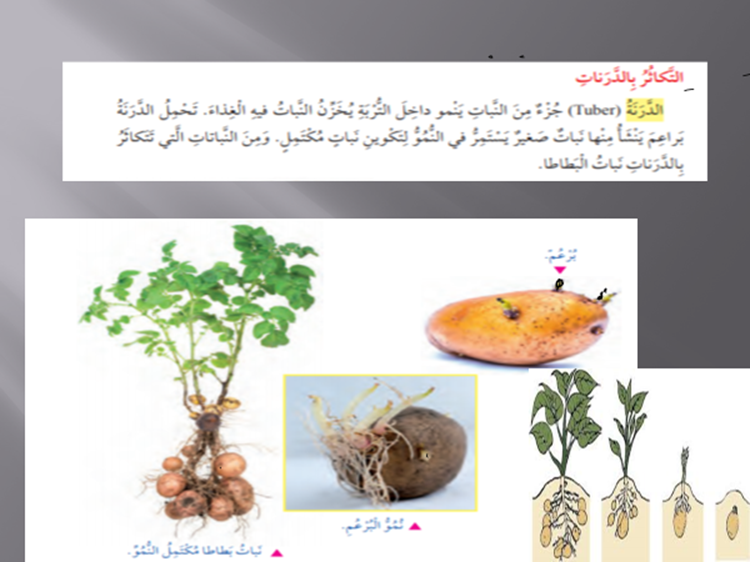 التَّكاثُرُ بِالدَّرَناتِ
الدَّرَنَةُ (Tuber) جُزْءٌ مِنَ النَّباتِ يَنْمو داخِلَ التُّرْبَةِ يُخَزِّنُ النَّباتُ فيهِ الْغِذاءَ. تَحْمِلُ الدَّرَنَةُ
بَراعِمَ يَنْشَأُ مِنْها نَباتٌ صَغيرٌ يَسْتَمِرُّ في النُّمُوِّ لِتَكْوينِ نَباتٍ مُكْتَمِلٍ. وَمِنَ النَّباتاتِ الَّتي تَتَكاثَرُ
بِالدَّرَناتِ نَباتُ الْبَطاطا.
بُرْعُمٌ.
نُمُوُّ الْبُرْعُمِ.
نَباتُ بَطاطا مُكْتَمِلُ النُّمُوِّ.